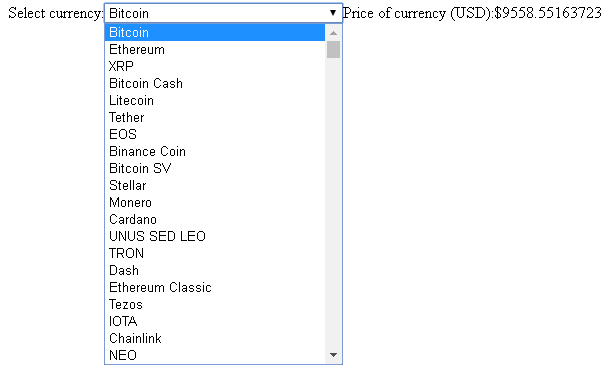 Select currency: Bitcoin Price of currency (USD):$9558.55163723
Bitcoin
Ethereum
XRP
Bitcoin Cash
Litecoin
Tether
EOS
Binance Coin
Bitcoin SV
Stellar
Monero
Cardano
UNUS SED LEO
TRON
Dash
Ethereum Classic
Tezos
IOTA
Chainlink
NEO